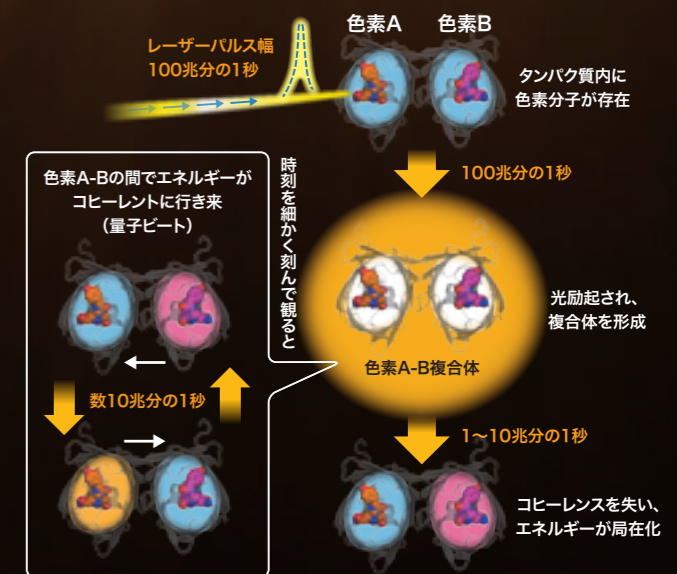 レーザーパルス幅
100兆分の1秒
色素A
色素B
タンパク質内に
色素分子が存在
100兆分の1秒
色素A-Bの間でエネルギーが
コヒーレントに行き来
(量子ビート)
時刻を細かく刻んで観ると
光励起され、
複合体を形成
色素A-B複合体
数10兆分の1秒
1〜10兆分の1秒
コヒーレンスを失い、
エネルギーが局在化